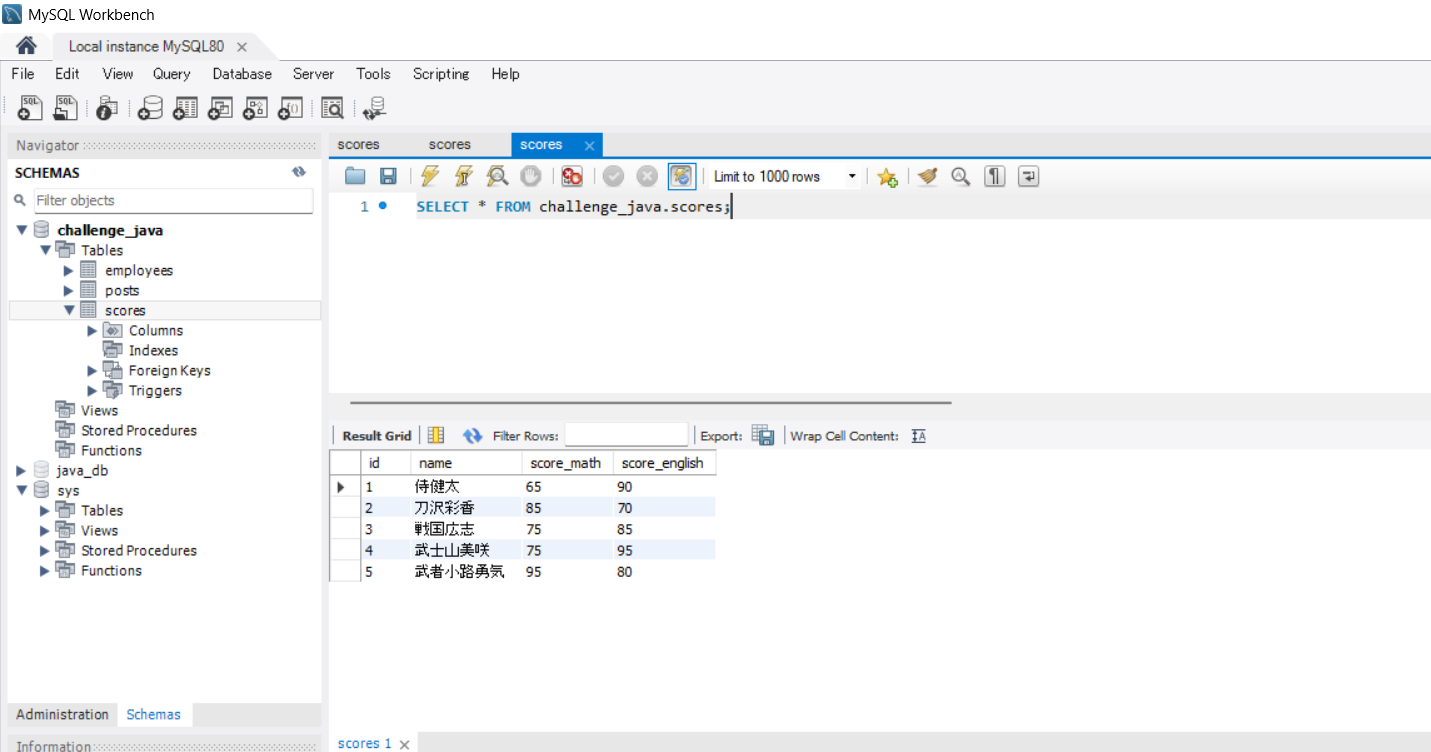 MySQL Workbench
Local instance MySQL80
File Edit View Query Database Server Tools Scripting Help
SQL SQL
Navigator
SCHEMAS
Filter objects
challenge_java
Tables
employees
posts
scores
Columns
Indexes
Foreign Keys
Triggers
Views
Stored Procedures
Functions
java_db
sys
Tables
Views
Stored Procedures
Functions
Administration Schemas
Information
scores scores scores
Limit to 1000 rows
1 SELECT * FROM challenge_java.scores;
Result Grid Filter Rows: Export: Wrap Cell Content:
id name score_math score_english
1 侍健太 65 90
2 刀沢彩香 85 70
3 戦国広志 75 85
4 武士山美咲 75 95
5 武者小路勇気 95 80
scores 1